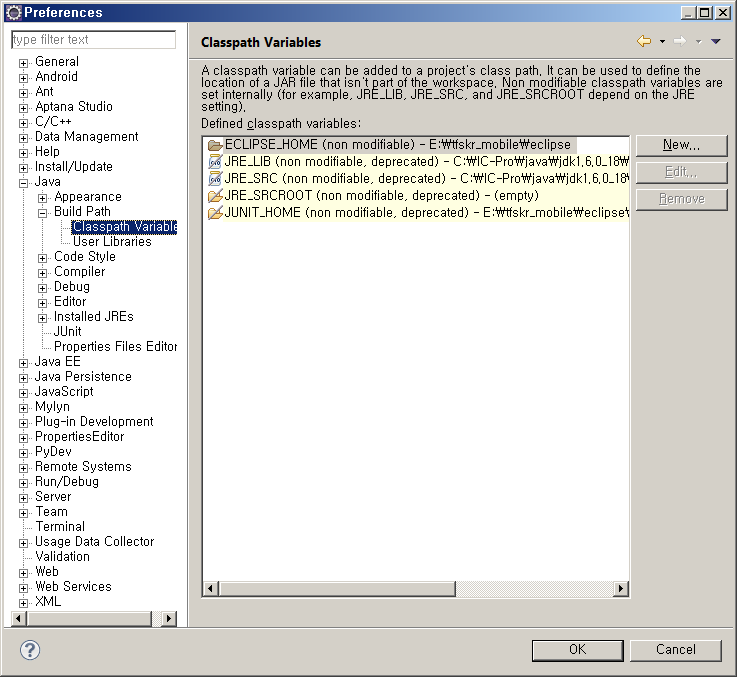 Preferences
type filter text
General
Android
Ant
Aptana Studio
C/C++
Data Management
Help
Install/Update
Java
Appearance
Build Path
Classpath Variable
User Libraries
Code Style
Compiler
Debug
Editor
Installed JREs
JUnit
Properties Files Editor
Java EE
Java Persistence
JavaScript
Mylyn
Plug-in Development
PropertiesEditor
PyDev
Remote Systems
Run/Debug
Server
Team
Terminal
Usage Data Collector
Validation
Web
Web Services
XML
Classpath Variables
A classpath variable can be added to a project's class path. It can be used to define the
location of a JAR file that isn't part of the workspace. Non modifiable classpath variables are
set internally (for example, JRE_LIB, JRE_SRC, and JRE_SRCROOT depend on the JRE
setting).
Defined classpath variables:
ECLIPSE_HOME (non modifiable) - E:₩tfskr_mobile₩eclipse
JRE_LIB (non modifiable, deprecated) - C:₩IC-Pro₩java₩jdk1.6.0_18₩
JRE_SRC (non modifiable, deprecated) - C:₩IC-Pro₩java₩jdk1.6.0_18₩
JRE_SRCROOT (non modifiable, deprecated) - (empty)
JUNIT_HOME (non modifiable, deprecated) - E:₩tfskr_mobile₩eclipse₩
New...
Edit...
Remove
?
OK
Cancel